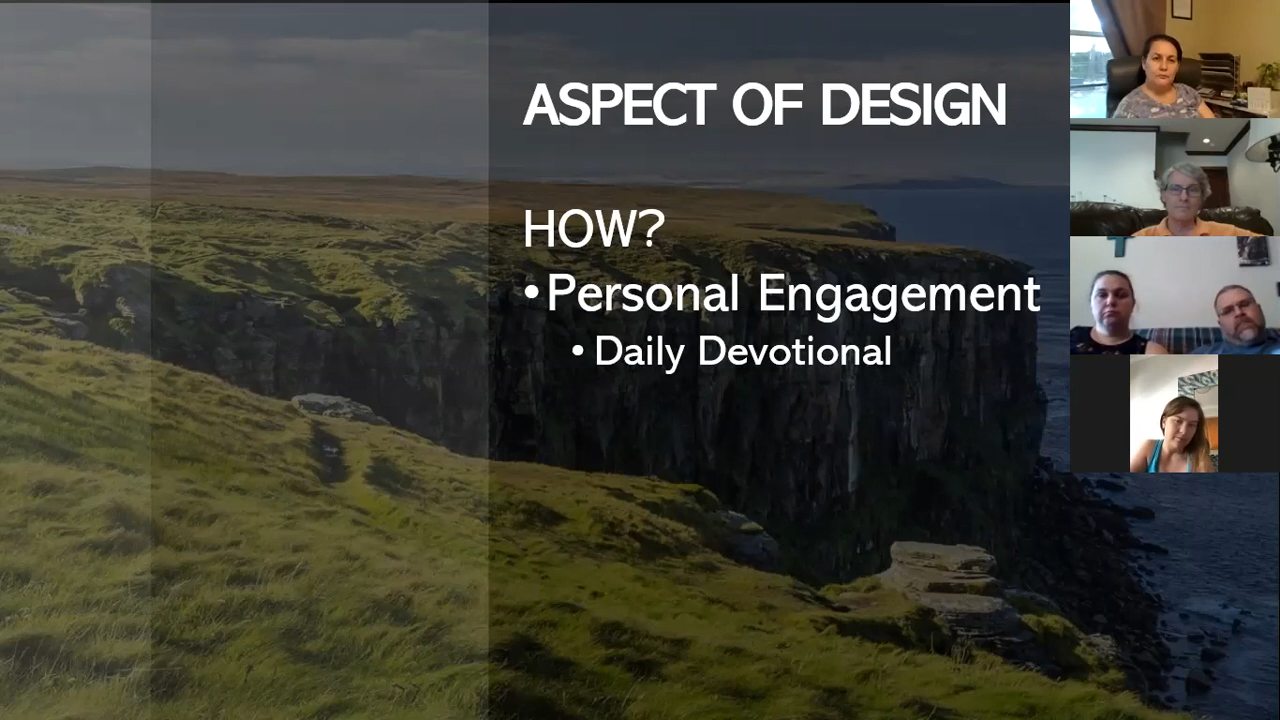 ASPECT OF DESIGN
HOW?
• Personal Engagement
• Daily Devotional